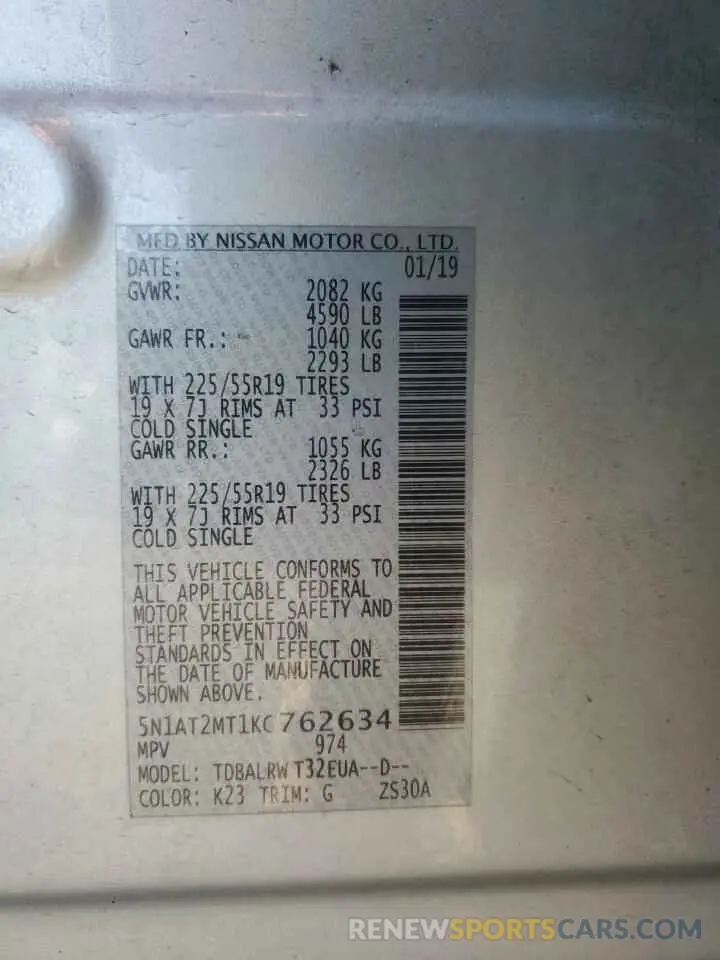 MFD BY NISSAN MOTOR CO., LTD.
DATE: 01/19
GVWR: 2082 KG
4590 LB
GAWR FR.: 1040 KG
2293 LB
WITH 225/55R19 TIRES
19 X 7J RIMS AT 33 PSI
COLD SINGLE
GAWR RR.: 1055 KG
2326 LB
WITH 225/55R19 TIRES
19 X 7J RIMS AT 33 PSI
COLD SINGLE
THIS VEHICLE CONFORMS TO
ALL APPLICABLE FEDERAL
MOTOR VEHICLE SAFETY AND
THEFT PREVENTION
STANDARDS IN EFFECT ON
THE DATE OF MANUFACTURE
SHOWN ABOVE.
5N1AT2MT1KC762634
MPV 974
MODEL: TDBALRW T32EUA--D--
COLOR: K23 TRIM: G ZS30A
RENEWSPORTSCARS.COM